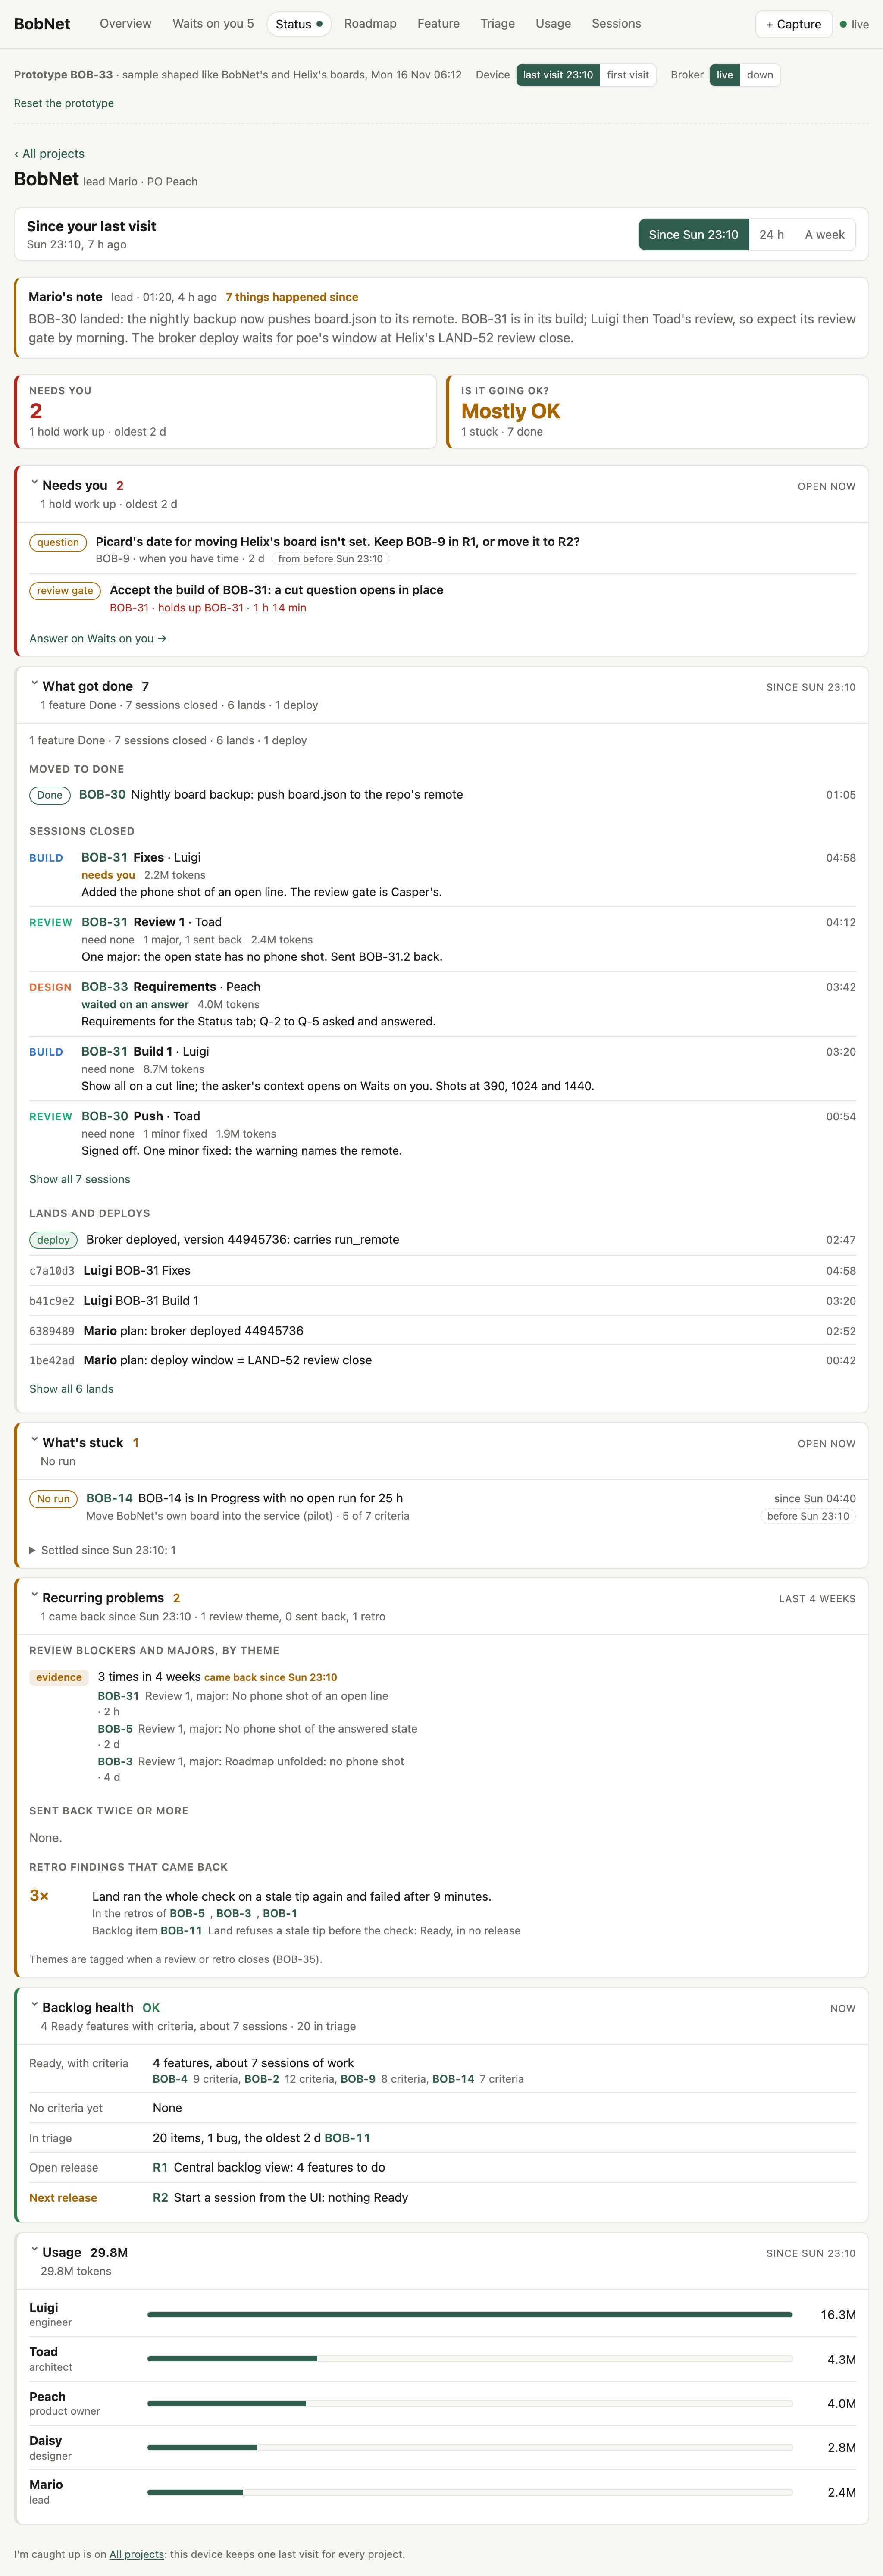 BobNet Overview Waits on you 5 Status Roadmap Feature Triage Usage Sessions + Capture live
Prototype BOB-33 · sample shaped like BobNet's and Helix's boards, Mon 16 Nov 06:12 Device last visit 23:10 first visit Broker live down
Reset the prototype
‹ All projects
BobNet lead Mario · PO Peach
Since your last visit
Sun 23:10, 7 h ago
Since Sun 23:10 24 h A week
Mario's note lead · 01:20, 4 h ago 7 things happened since
BOB-30 landed: the nightly backup now pushes board.json to its remote. BOB-31 is in its build; Luigi then Toad's review, so expect its review
gate by morning. The broker deploy waits for poe's window at Helix's LAND-52 review close.
NEEDS YOU
2
1 hold work up · oldest 2 d
IS IT GOING OK?
Mostly OK
1 stuck · 7 done
Needs you 2 OPEN NOW
1 hold work up · oldest 2 d
question Picard's date for moving Helix's board isn't set. Keep BOB-9 in R1, or move it to R2?
BOB-9 · when you have time · 2 d from before Sun 23:10
review gate Accept the build of BOB-31: a cut question opens in place
BOB-31 · holds up BOB-31 · 1 h 14 min
Answer on Waits on you →
What got done 7 SINCE SUN 23:10
1 feature Done · 7 sessions closed · 6 lands · 1 deploy
1 feature Done · 7 sessions closed · 6 lands · 1 deploy
MOVED TO DONE
Done BOB-30 Nightly board backup: push board.json to the repo's remote 01:05
SESSIONS CLOSED
BUILD BOB-31 Fixes · Luigi 04:58
needs you 2.2M tokens
Added the phone shot of an open line. The review gate is Casper's.
REVIEW BOB-31 Review 1 · Toad 04:12
need none 1 major, 1 sent back 2.4M tokens
One major: the open state has no phone shot. Sent BOB-31.2 back.
DESIGN BOB-33 Requirements · Peach 03:42
waited on an answer 4.0M tokens
Requirements for the Status tab; Q-2 to Q-5 asked and answered.
BUILD BOB-31 Build 1 · Luigi 03:20
need none 8.7M tokens
Show all on a cut line; the asker's context opens on Waits on you. Shots at 390, 1024 and 1440.
REVIEW BOB-30 Push · Toad 00:54
need none 1 minor fixed 1.9M tokens
Signed off. One minor fixed: the warning names the remote.
Show all 7 sessions
LANDS AND DEPLOYS
deploy Broker deployed, version 44945736: carries run_remote 02:47
c7a10d3 Luigi BOB-31 Fixes 04:58
b41c9e2 Luigi BOB-31 Build 1 03:20
6389489 Mario plan: broker deployed 44945736 02:52
1be42ad Mario plan: deploy window = LAND-52 review close 00:42
Show all 6 lands
What's stuck 1 OPEN NOW
No run
No run BOB-14 BOB-14 is In Progress with no open run for 25 h since Sun 04:40
Move BobNet's own board into the service (pilot) · 5 of 7 criteria before Sun 23:10
Settled since Sun 23:10: 1
Recurring problems 2 LAST 4 WEEKS
1 came back since Sun 23:10 · 1 review theme, 0 sent back, 1 retro
REVIEW BLOCKERS AND MAJORS, BY THEME
evidence 3 times in 4 weeks came back since Sun 23:10
BOB-31 Review 1, major: No phone shot of an open line
· 2 h
BOB-5 Review 1, major: No phone shot of the answered state
· 2 d
BOB-3 Review 1, major: Roadmap unfolded: no phone shot
· 4 d
SENT BACK TWICE OR MORE
None.
RETRO FINDINGS THAT CAME BACK
3× Land ran the whole check on a stale tip again and failed after 9 minutes.
In the retros of BOB-5 , BOB-3 , BOB-1
Backlog item BOB-11 Land refuses a stale tip before the check: Ready, in no release
Themes are tagged when a review or retro closes (BOB-35).
Backlog health OK NOW
4 Ready features with criteria, about 7 sessions · 20 in triage
Ready, with criteria 4 features, about 7 sessions of work
BOB-4 9 criteria, BOB-2 12 criteria, BOB-9 8 criteria, BOB-14 7 criteria
No criteria yet None
In triage 20 items, 1 bug, the oldest 2 d BOB-11
Open release R1 Central backlog view: 4 features to do
Next release R2 Start a session from the UI: nothing Ready
Usage 29.8M SINCE SUN 23:10
29.8M tokens
Luigi 16.3M
engineer
Toad 4.3M
architect
Peach 4.0M
product owner
Daisy 2.8M
designer
Mario 2.4M
lead
I'm caught up is on All projects: this device keeps one last visit for every project.